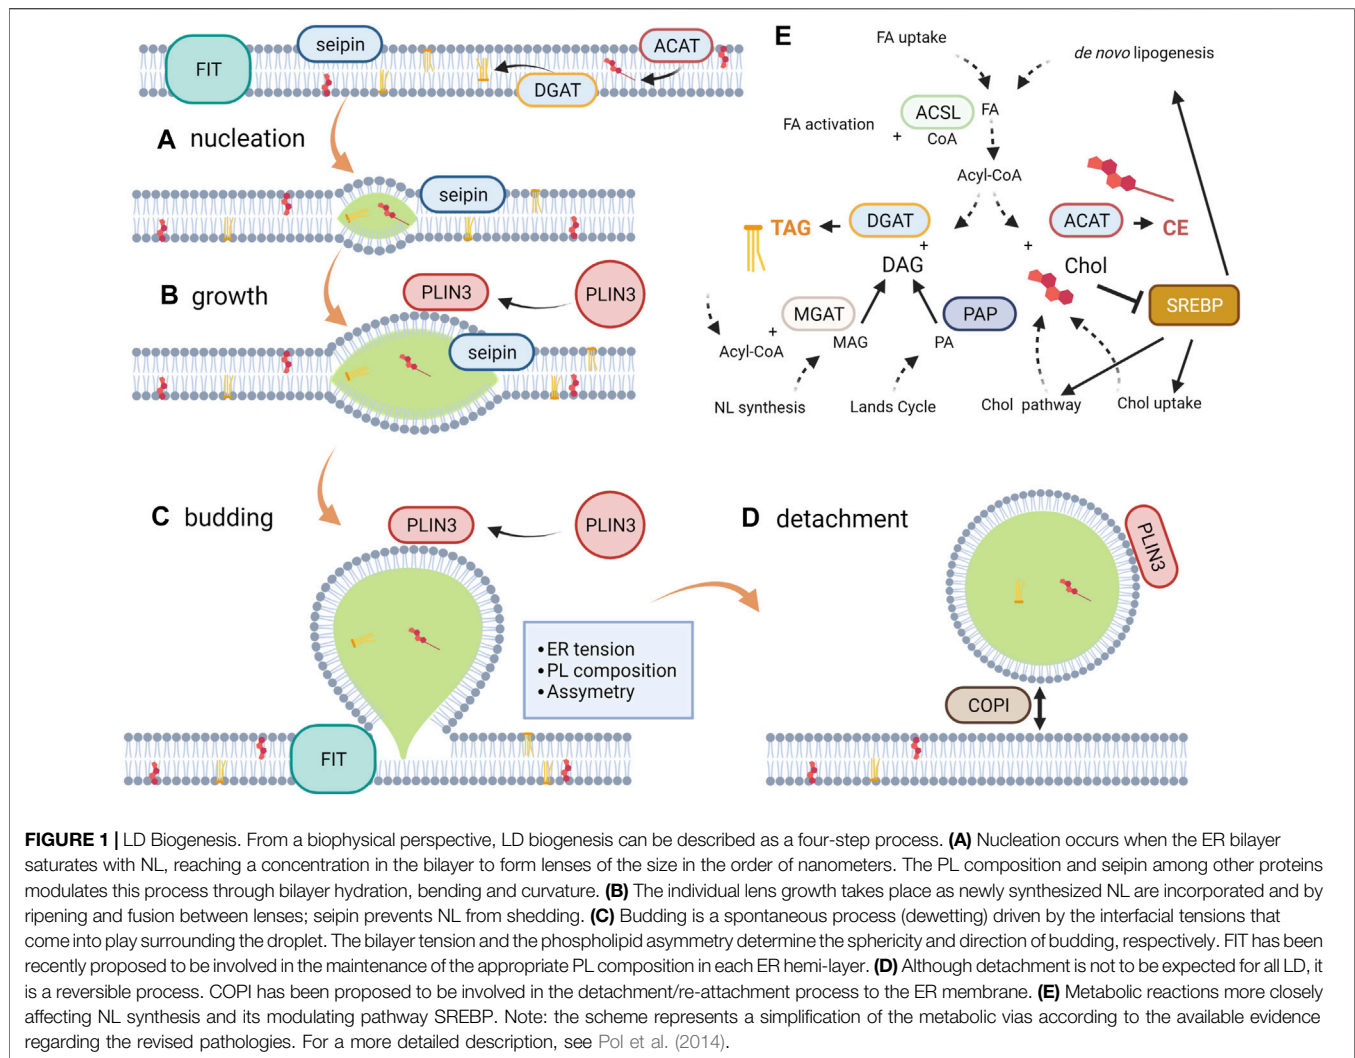 FIT
seipin
ACAT
DGAT
A nucleation
seipin
B growth
PLIN3
PLIN3
seipin
C budding
PLIN3
PLIN3
•ER tension
•PL composition
•Assymetry
FIT
D detachment
PLIN3
COPI
E
FA uptake
de novo lipogenesis
ACSL
FA
FA activation
+
CoA
Acyl-CoA
TAG
DGAT
+
DAG
ACAT
CE
+
Chol
SREBP
MGAT
PAP
+
Acyl-CoA
MAG
PA
NL synthesis
Lands Cycle
Chol pathway
Chol uptake
FIGURE 1 | LD Biogenesis. From a biophysical perspective, LD biogenesis can be described as a four-step process. (A) Nucleation occurs when the ER bilayer
saturates with NL, reaching a concentration in the bilayer to form lenses of the size in the order of nanometers. The PL composition and seipin among other proteins
modulates this process through bilayer hydration, bending and curvature. (B) The individual lens growth takes place as newly synthesized NL are incorporated and by
ripening and fusion between lenses; seipin prevents NL from shedding. (C) Budding is a spontaneous process (dewetting) driven by the interfacial tensions that
come into play surrounding the droplet. The bilayer tension and the phospholipid asymmetry determine the sphericity and direction of budding, respectively. FIT has been
recently proposed to be involved in the maintenance of the appropriate PL composition in each ER hemi-layer. (D) Although detachment is not to be expected for all LD, it
is a reversible process. COPI has been proposed to be involved in the detachment/re-attachment process to the ER membrane. (E) Metabolic reactions more closely
affecting NL synthesis and its modulating pathway SREBP. Note: the scheme represents a simplification of the metabolic vias according to the available evidence
regarding the revised pathologies. For a more detailed description, see Pol et al. (2014).